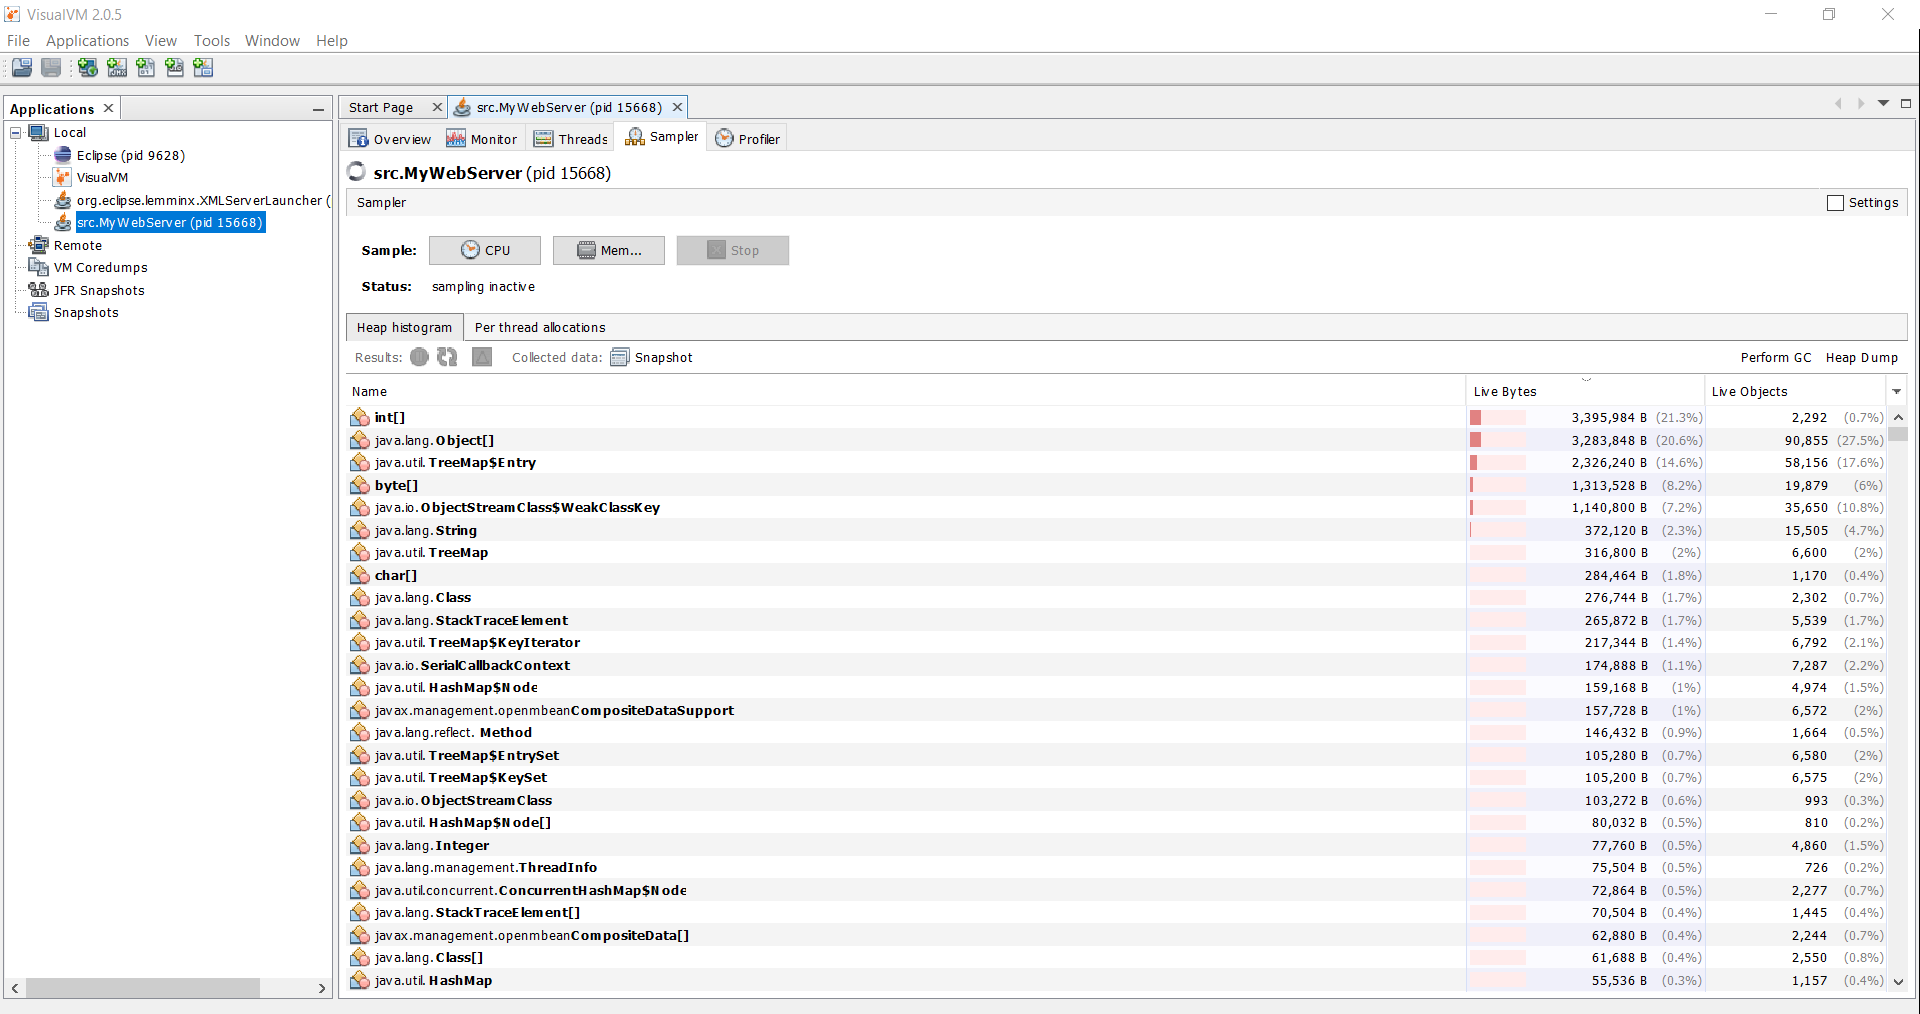 VisualVM 2.0.5
File Applications View Tools Window Help
Applications
Local
Eclipse (pid 9628)
VisualVM
org.eclipse.lemminx.XMLServerLauncher (
src.MyWebServer (pid 15668)
Remote
VM Coredumps
JFR Snapshots
Snapshots
Start Page src.MyWebServer (pid 15668)
Overview Monitor Threads Sampler Profiler
src.MyWebServer (pid 15668)
Sampler Settings
Sample: CPU Mem... Stop
Status: sampling inactive
Heap histogram Per thread allocations
Results: Collected data: Snapshot Perform GC Heap Dump
Name Live Bytes Live Objects
int[] 3,395,984 B (21.3%) 2,292 (0.7%)
java.lang.Object[] 3,283,848 B (20.6%) 90,855 (27.5%)
java.util.TreeMap$Entry 2,326,240 B (14.6%) 58,156 (17.6%)
byte[] 1,313,528 B (8.2%) 19,879 (6%)
java.io.ObjectStreamClass$WeakClassKey 1,140,800 B (7.2%) 35,650 (10.8%)
java.lang.String 372,120 B (2.3%) 15,505 (4.7%)
java.util.TreeMap 316,800 B (2%) 6,600 (2%)
char[] 284,464 B (1.8%) 1,170 (0.4%)
java.lang.Class 276,744 B (1.7%) 2,302 (0.7%)
java.lang.StackTraceElement 265,872 B (1.7%) 5,539 (1.7%)
java.util.TreeMap$KeyIterator 217,344 B (1.4%) 6,792 (2.1%)
java.io.SerialCallbackContext 174,888 B (1.1%) 7,287 (2.2%)
java.util.HashMap$Node 159,168 B (1%) 4,974 (1.5%)
javax.management.openmbeanCompositeDataSupport 157,728 B (1%) 6,572 (2%)
java.lang.reflect.Method 146,432 B (0.9%) 1,664 (0.5%)
java.util.TreeMap$EntrySet 105,280 B (0.7%) 6,580 (2%)
java.util.TreeMap$KeySet 105,200 B (0.7%) 6,575 (2%)
java.io.ObjectStreamClass 103,272 B (0.6%) 993 (0.3%)
java.util.HashMap$Node[] 80,032 B (0.5%) 810 (0.2%)
java.lang.Integer 77,760 B (0.5%) 4,860 (1.5%)
java.lang.management.ThreadInfo 75,504 B (0.5%) 726 (0.2%)
java.util.concurrent.ConcurrentHashMap$Node 72,864 B (0.5%) 2,277 (0.7%)
java.lang.StackTraceElement[] 70,504 B (0.4%) 1,445 (0.4%)
javax.management.openmbeanCompositeData[] 62,880 B (0.4%) 2,244 (0.7%)
java.lang.Class[] 61,688 B (0.4%) 2,550 (0.8%)
java.util.HashMap 55,536 B (0.3%) 1,157 (0.4%)